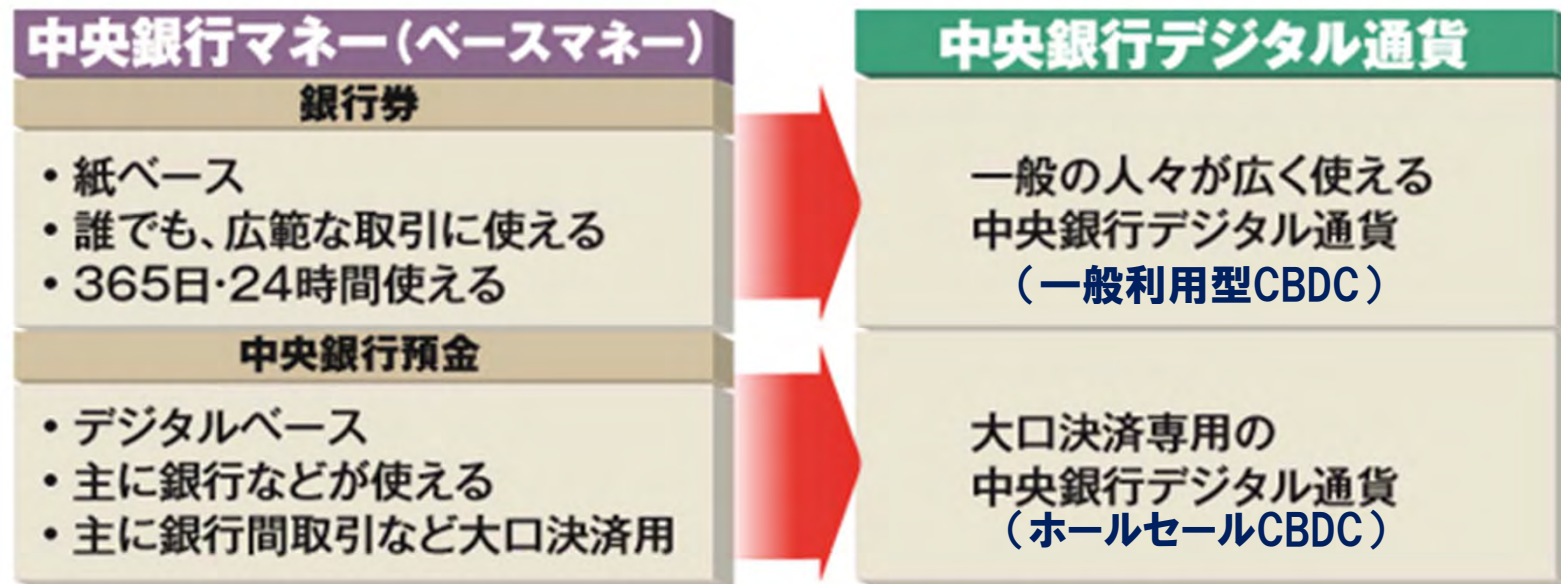 中央銀行マネー(ベースマネー)
銀行券
・紙ベース
・誰でも、広範な取引に使える
・365日・24時間使える
中央銀行預金
・デジタルベース
・主に銀行などが使える
・主に銀行間取引など大口決済用
中央銀行デジタル通貨
一般の人々が広く使える
中央銀行デジタル通貨
(一般利用型CBDC)
大口決済専用の
中央銀行デジタル通貨
(ホールセールCBDC)